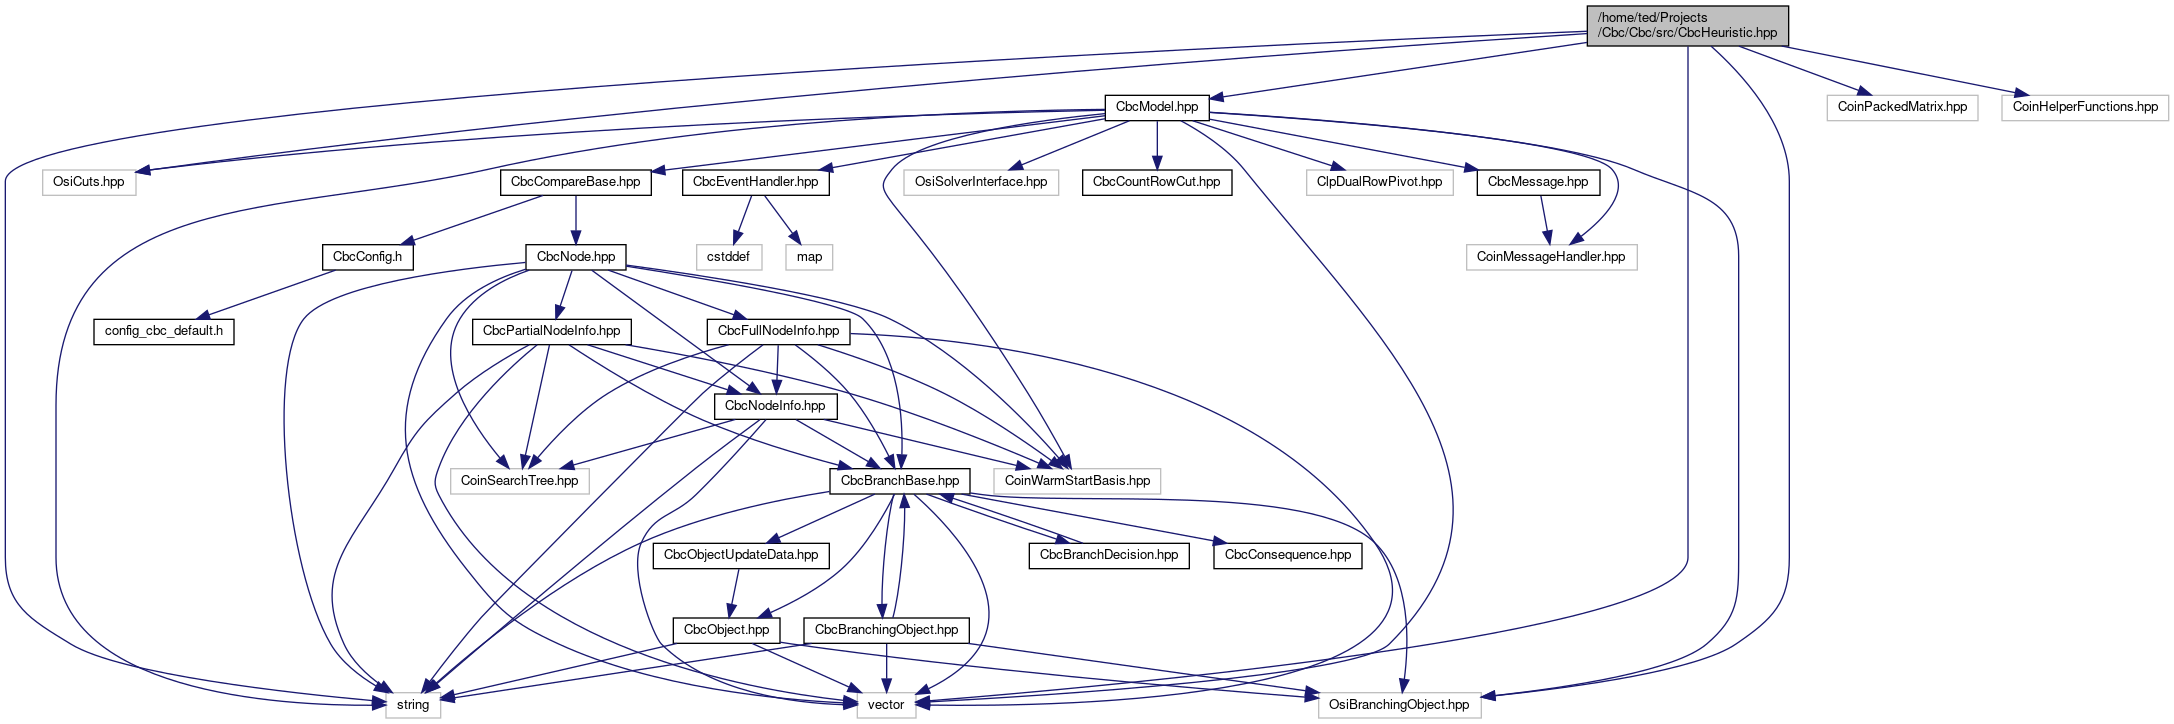 /home/ted/Projects
/Cbc/Cbc/src/CbcHeuristic.hpp
CbcModel.hpp
CoinPackedMatrix.hpp
CoinHelperFunctions.hpp
OsiCuts.hpp
CbcCompareBase.hpp
CbcEventHandler.hpp
OsiSolverInterface.hpp
CbcCountRowCut.hpp
ClpDualRowPivot.hpp
CbcMessage.hpp
CbcConfig.h
CbcNode.hpp
cstddef
map
CoinMessageHandler.hpp
config_cbc_default.h
CbcPartialNodeInfo.hpp
CbcFullNodeInfo.hpp
CbcNodeInfo.hpp
CoinSearchTree.hpp
CbcBranchBase.hpp
CoinWarmStartBasis.hpp
CbcObjectUpdateData.hpp
CbcBranchDecision.hpp
CbcConsequence.hpp
CbcObject.hpp
CbcBranchingObject.hpp
string
vector
OsiBranchingObject.hpp